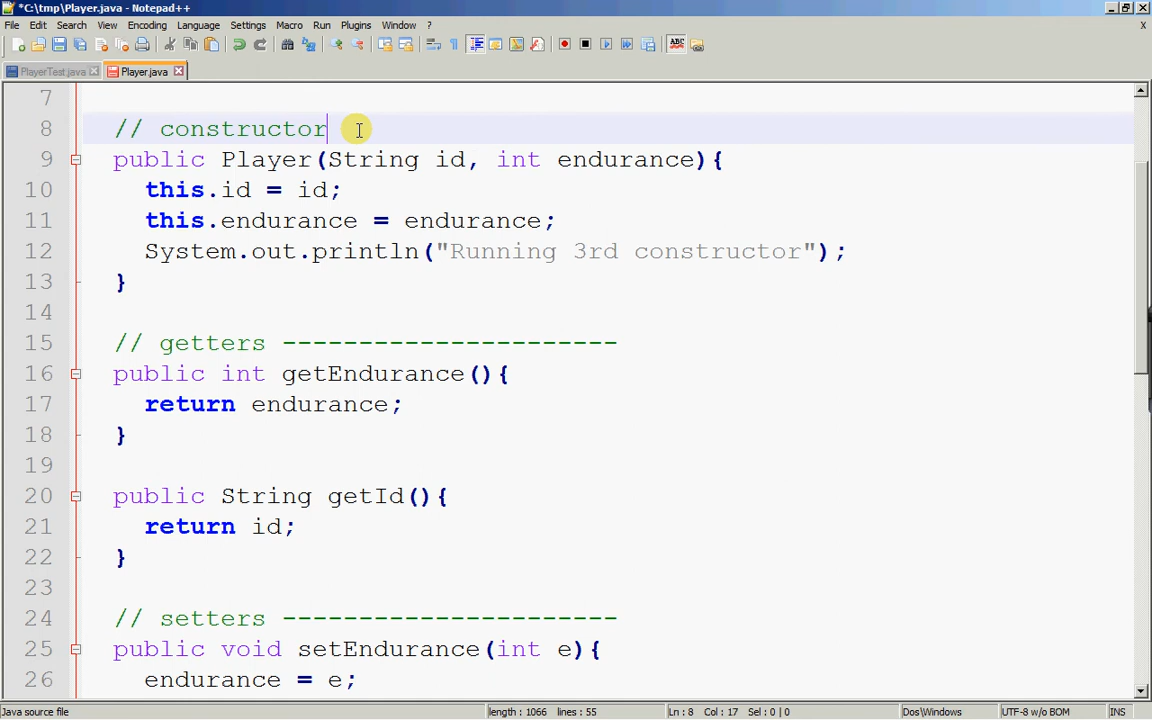 *C:\tmp\Player.java - Notepad++
File Edit Search View Encoding Language Settings Macro Run Plugins Window ? X
PlayerTest.java Player.java
7
8 // constructor
9 public Player(String id, int endurance){
10 this.id = id;
11 this.endurance = endurance;
12 System.out.println("Running 3rd constructor");
13 }
14
15 // getters ----------------------
16 public int getEndurance(){
17 return endurance;
18 }
19
20 public String getId(){
21 return id;
22 }
23
24 // setters ----------------------
25 public void setEndurance(int e){
26 endurance = e;
Java source file length : 1066 lines : 55 Ln : 8 Col : 17 Sel : 0 | 0 Dos\Windows UTF-8 w/o BOM INS